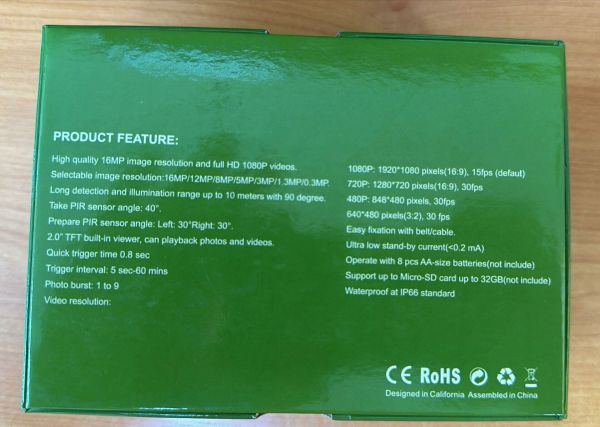 PRODUCT FEATURE:
High quality 16MP image resolution and full HD 1080P videos.
Selectable image resolution:16MP/12MP/8MP/5MP/3MP/1.3MP/0.3MP.
Long detection and illumination range up to 10 meters with 90 degree.
Take PIR sensor angle: 40°.
Prepare PIR sensor angle: Left: 30°Right: 30°.
2.0" TFT built-in viewer, can playback photos and videos.
Quick trigger time 0.8 sec
Trigger interval: 5 sec-60 mins
Photo burst: 1 to 9
Video resolution:
1080P: 1920*1080 pixels(16:9), 15fps (defaut)
720P: 1280*720 pixels(16:9), 30fps
480P: 848*480 pixels, 30fps
640*480 pixels(3:2), 30 fps
Easy fixation with belt/cable.
Ultra low stand-by current(<0.2 mA)
Operate with 8 pcs AA-size batteries(not include)
Support up to Micro-SD card up to 32GB(not include)
Waterproof at IP66 standard
CE RoHS
Designed in California Assembled in China